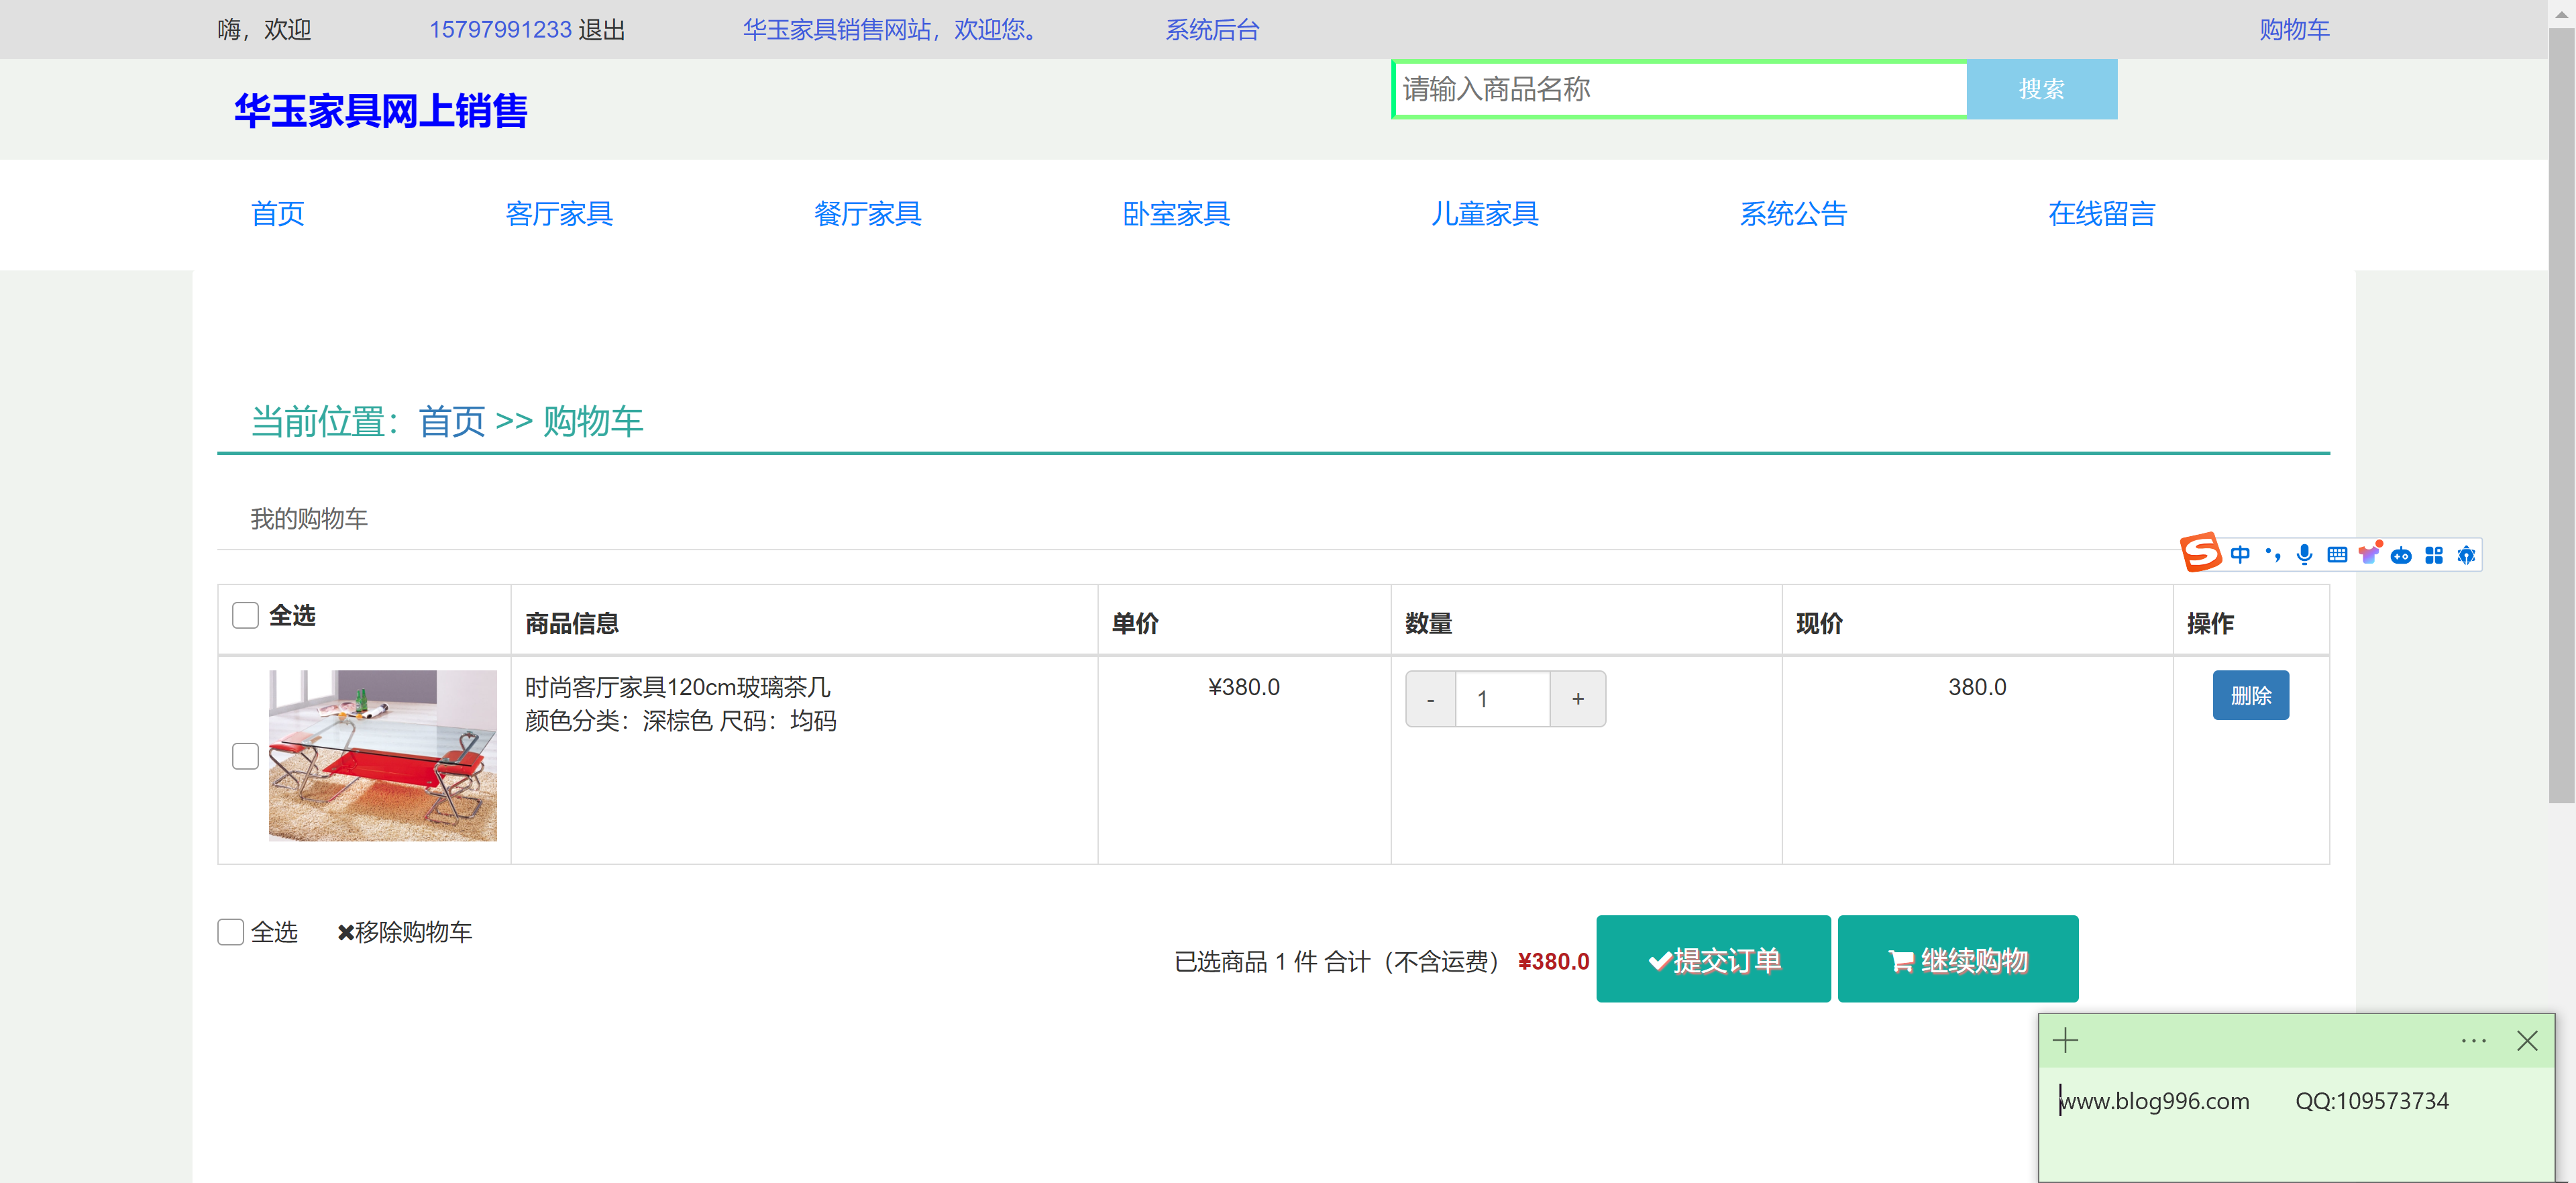 嗨，欢迎 15797991233 退出 华玉家具销售网站，欢迎您。 系统后台 购物车
华玉家具网上销售
请输入商品名称 搜索
首页 客厅家具 餐厅家具 卧室家具 儿童家具 系统公告 在线留言
当前位置：首页 >> 购物车
我的购物车
中
全选 商品信息 单价 数量 现价 操作
时尚客厅家具120cm玻璃茶几 ¥380.0 - 1 + 380.0 删除
颜色分类：深棕色 尺码：均码
全选 移除购物车
已选商品 1 件 合计（不含运费） ¥380.0 提交订单 继续购物
www.blog996.com QQ:109573734